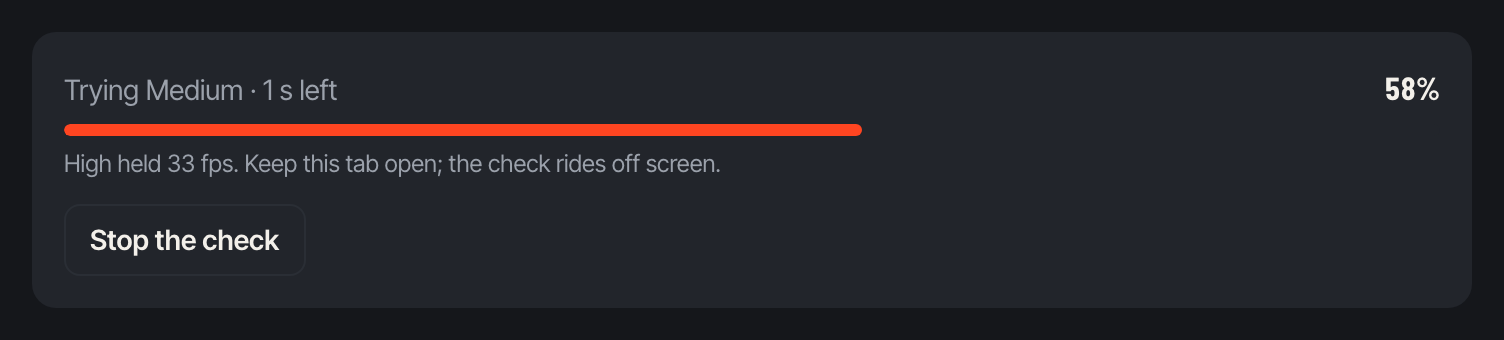 Trying Medium · 1 s left
58%
High held 33 fps. Keep this tab open; the check rides off screen.
Stop the check